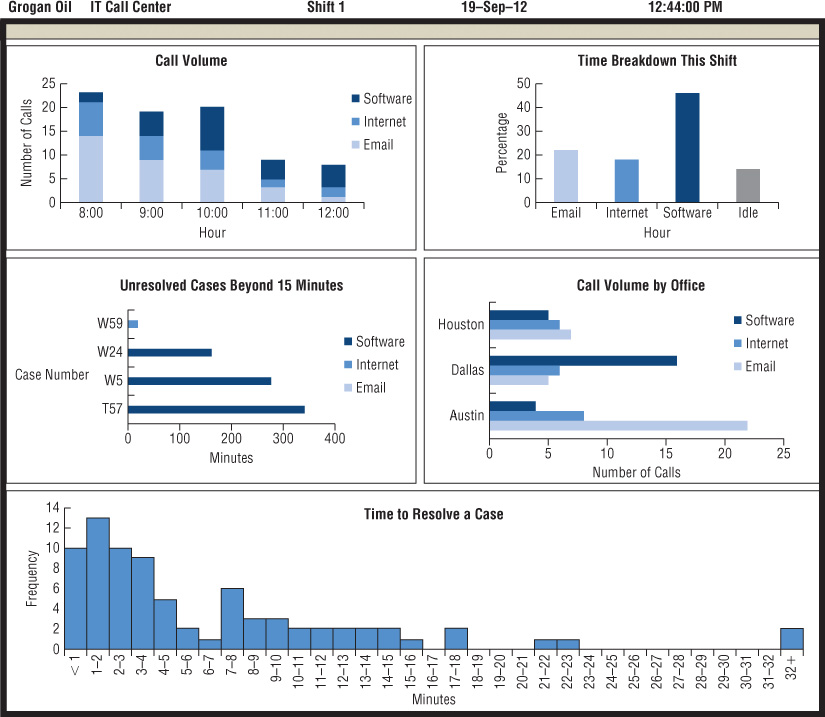 Grogan Oil IT Call Center Shift 1 19–Sep–12 12:44:00 PM
Call Volume
Number of Calls
25
20
15
10
5
0
8:00 9:00 10:00 11:00 12:00
Hour
Software
Internet
Email
Time Breakdown This Shift
Percentage
50
40
30
20
10
0
Email Internet Software Idle
Hour
Unresolved Cases Beyond 15 Minutes
Case Number
W59
W24
W5
T57
0 100 200 300 400
Minutes
Software
Internet
Email
Call Volume by Office
Houston
Dallas
Austin
0 5 10 15 20 25
Number of Calls
Software
Internet
Email
Time to Resolve a Case
Frequency
14
12
10
8
6
4
2
0
< 1 1–2 2–3 3–4 4–5 5–6 6–7 7–8 8–9 9–10 10–11 11–12 12–13 13–14 14–15 15–16 16–17 17–18 18–19 19–20 20–21 21–22 22–23 23–24 24–25 25–26 26–27 27–28 28–29 29–30 30–31 31–32 32+
Minutes